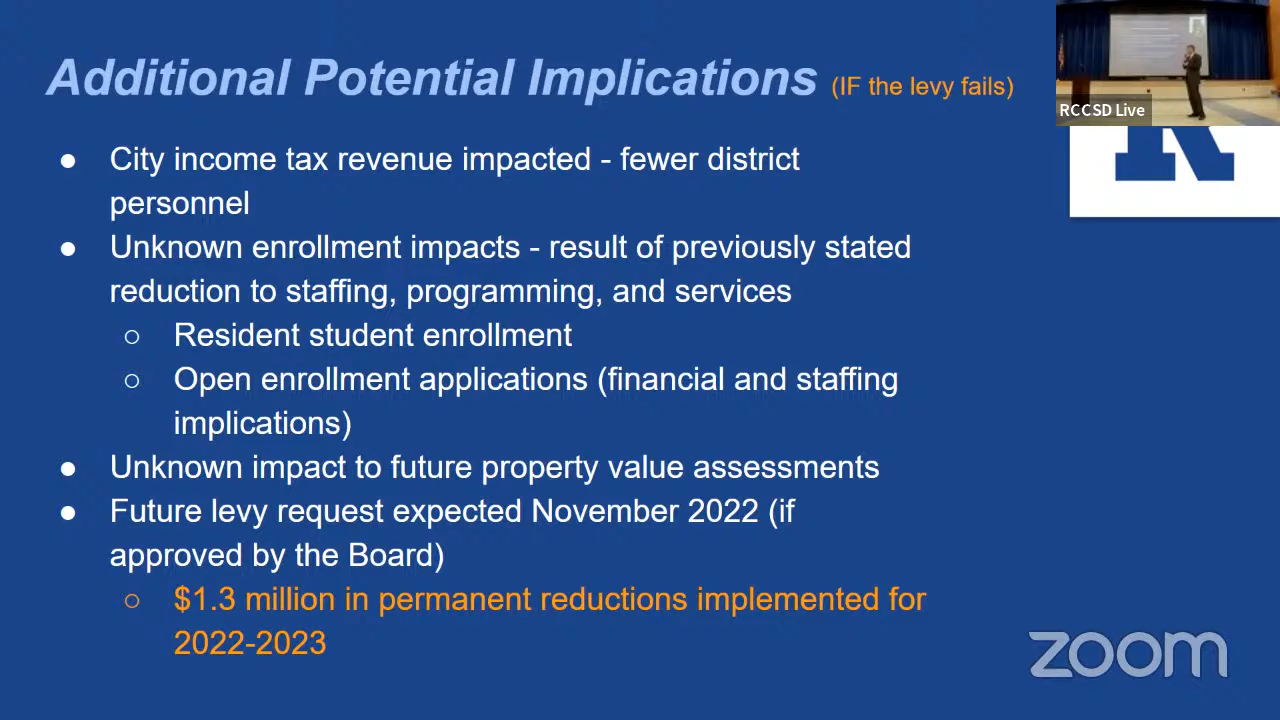 Additional Potential Implications (IF the levy fails)
RCCSD Live
● City income tax revenue impacted - fewer district
personnel
● Unknown enrollment impacts - result of previously stated
reduction to staffing, programming, and services
○ Resident student enrollment
○ Open enrollment applications (financial and staffing
implications)
● Unknown impact to future property value assessments
● Future levy request expected November 2022 (if
approved by the Board)
○ $1.3 million in permanent reductions implemented for
2022-2023
zoom